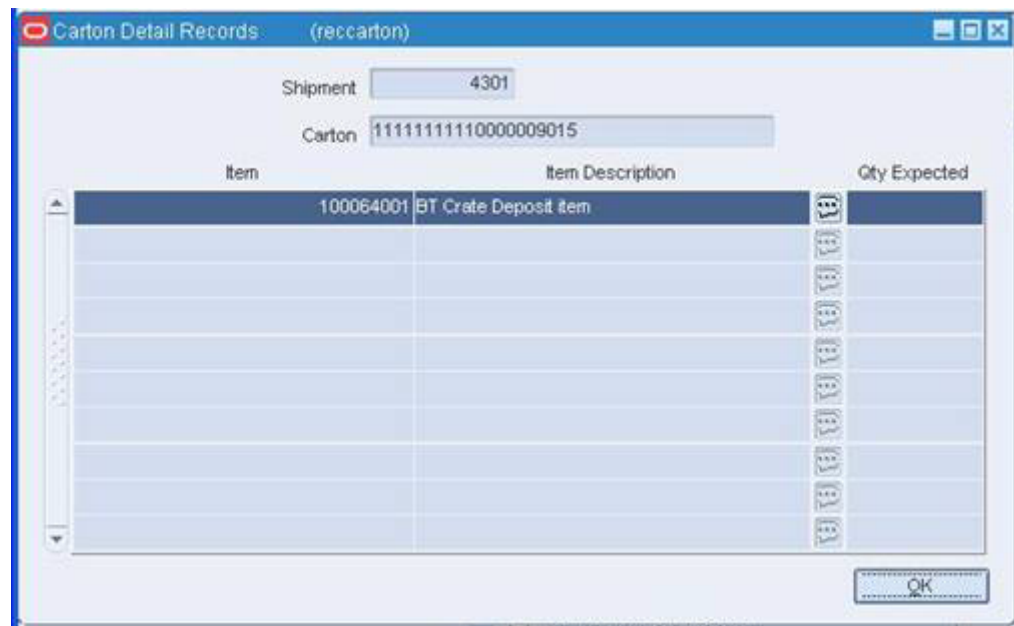 Carton Detail Records (reccarton)
Shipment 4301
Carton 11111111110000009015
Item Item Description Qty Expected
100064001 BT Crate Deposit item
OK